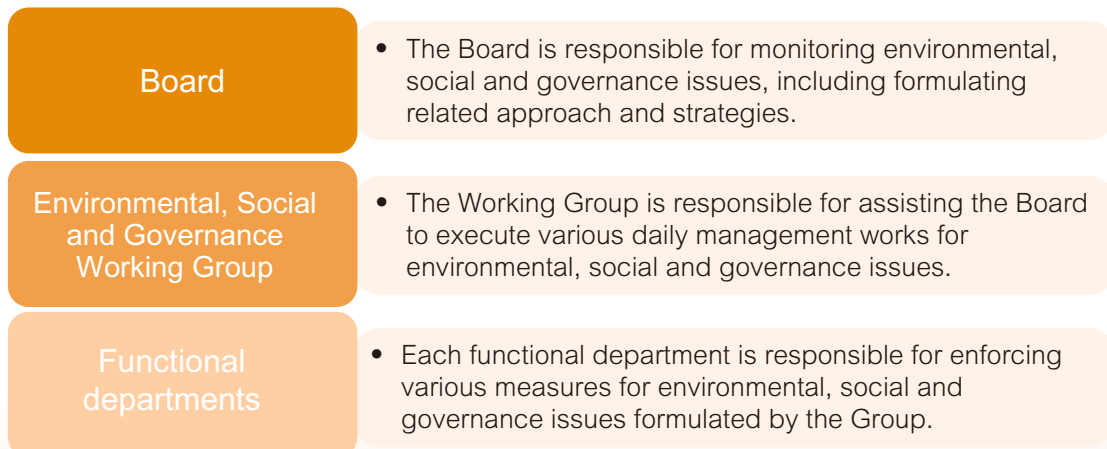 Board
• The Board is responsible for monitoring environmental,
social and governance issues, including formulating
related approach and strategies.
Environmental, Social
and Governance
Working Group
• The Working Group is responsible for assisting the Board
to execute various daily management works for
environmental, social and governance issues.
Functional
departments
• Each functional department is responsible for enforcing
various measures for environmental, social and
governance issues formulated by the Group.